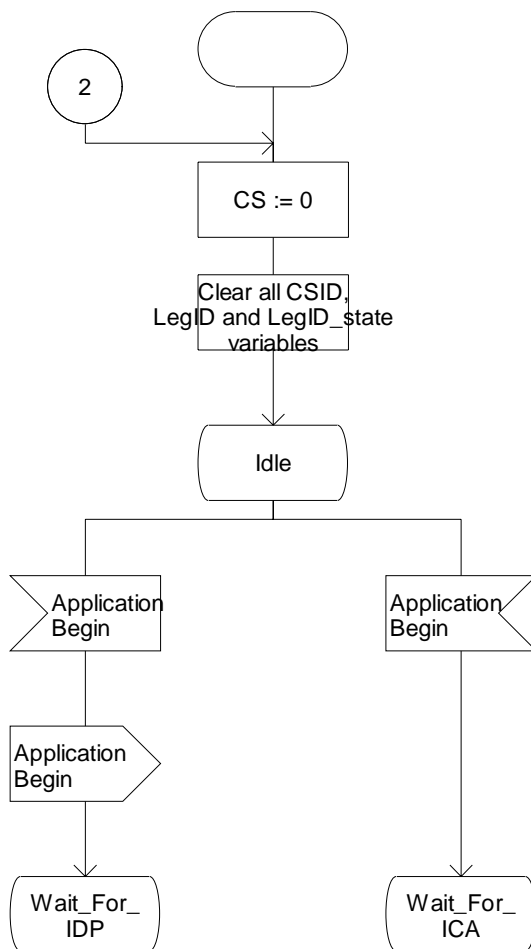 2
CS := 0
Clear all CSID,
LegID and LegID_state
variables
Idle
Application
Begin
Application
Begin
Application
Begin
Wait_For_
IDP
Wait_For_
ICA